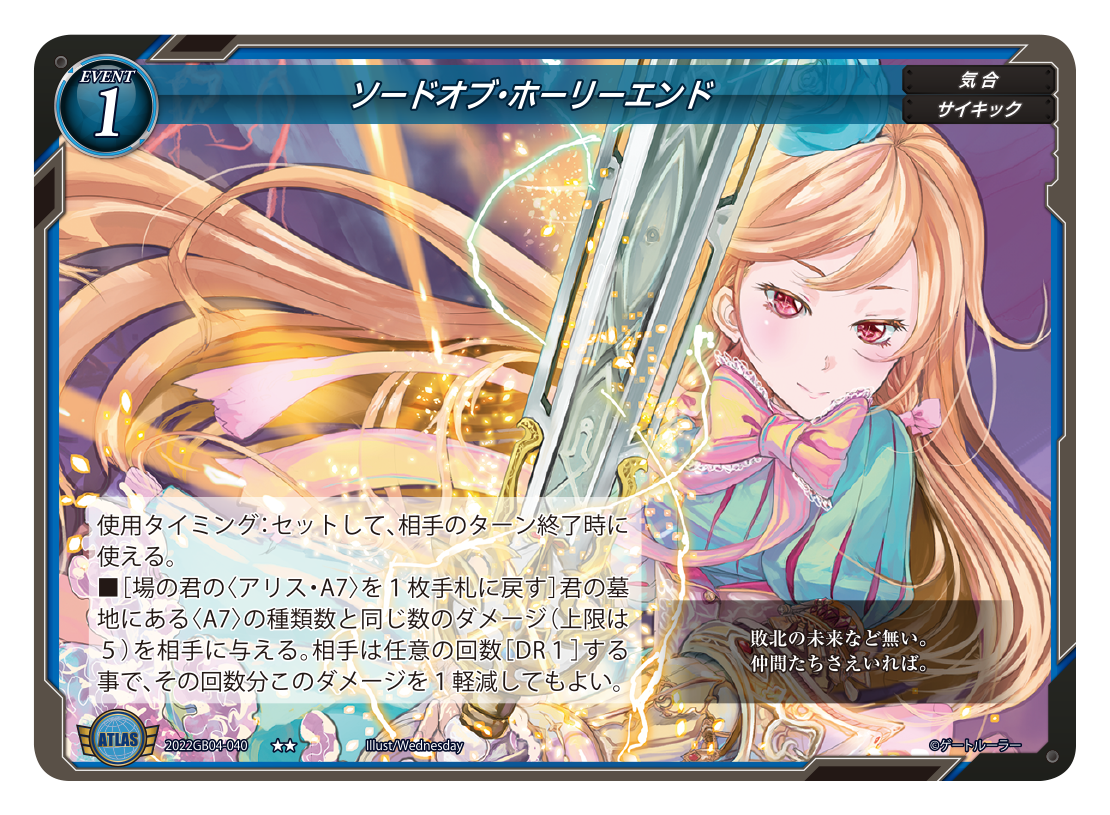 EVENT
1
ソードオブ・ホーリーエンド
気合
サイキック
使用タイミング：セットして、相手のターン終了時に
使える。
■［場の君の〈アリス・A7〉を１枚手札に戻す］君の墓
地にある〈A7〉の種類数と同じ数のダメージ（上限は
５）を相手に与える。相手は任意の回数［DR１］する
事で、その回数分このダメージを１軽減してもよい。
敗北の未来など無い。
仲間たちさえいれば。
ATLAS
2022GB04-040 ★★ Illust/Wednesday ©ゲートルーラー